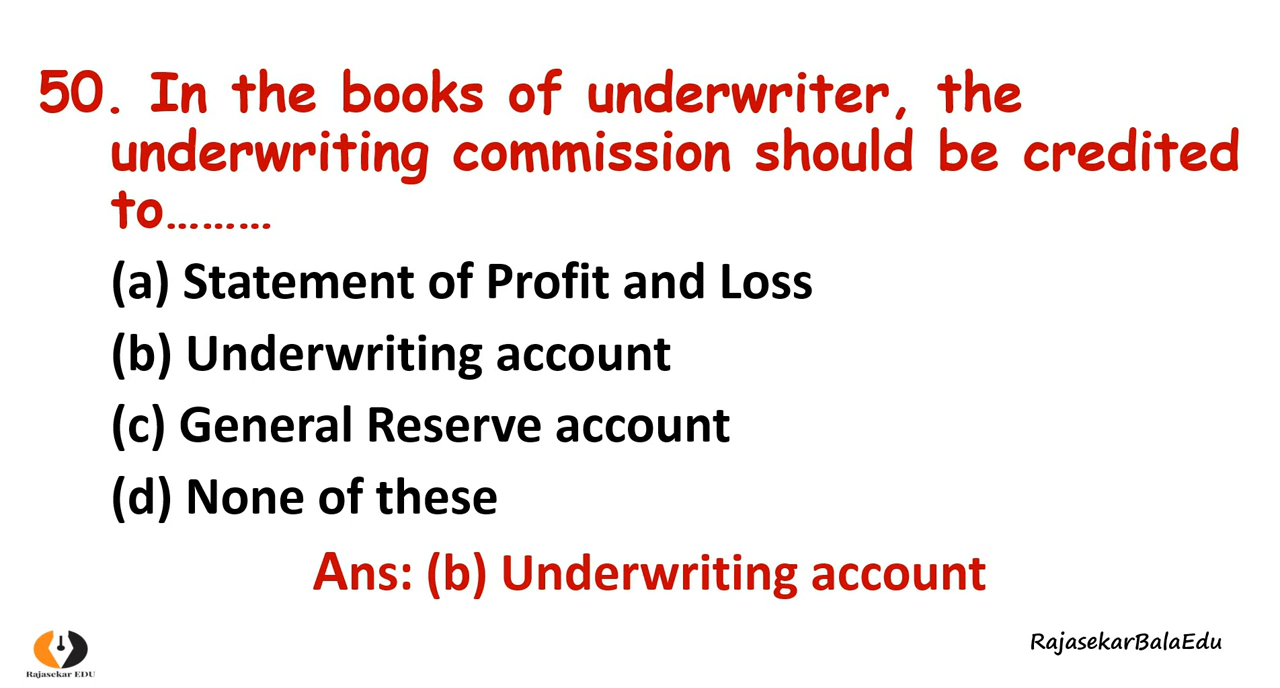 50. In the books of underwriter, the
underwriting commission should be credited
to………
(a) Statement of Profit and Loss
(b) Underwriting account
(c) General Reserve account
(d) None of these
Ans: (b) Underwriting account
RajasekarBalaEdu
Rajasekar EDU